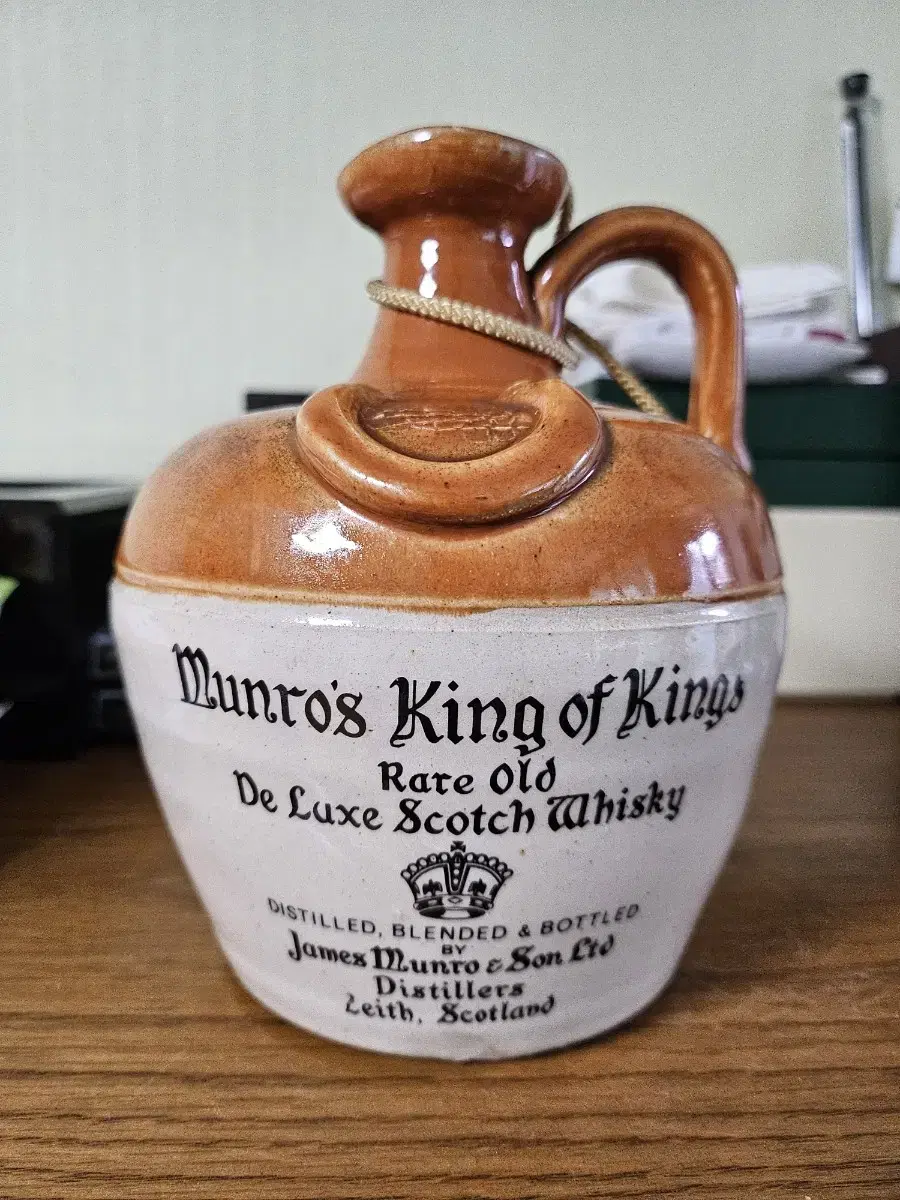 Munro's King of Kings
Rare Old
De Luxe Scotch Whisky
DISTILLED, BLENDED & BOTTLED
BY
James Munro & Son Ltd
Distillers
Leith, Scotland